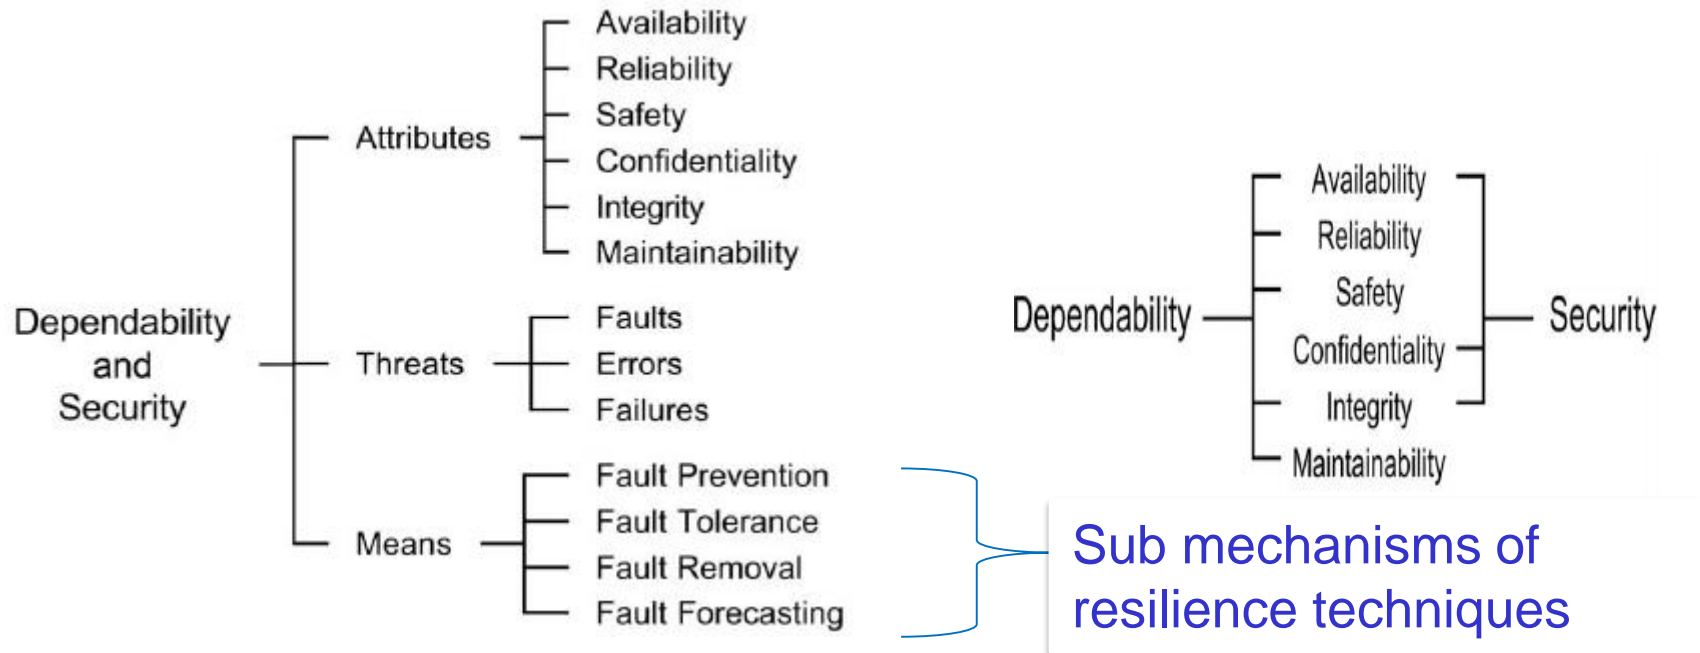 Dependability
and
Security
Attributes
Availability
Reliability
Safety
Confidentiality
Integrity
Maintainability
Threats
Faults
Errors
Failures
Means
Fault Prevention
Fault Tolerance
Fault Removal
Fault Forecasting
Dependability
Availability
Reliability
Safety
Confidentiality
Integrity
Maintainability
Security
Sub mechanisms of
resilience techniques